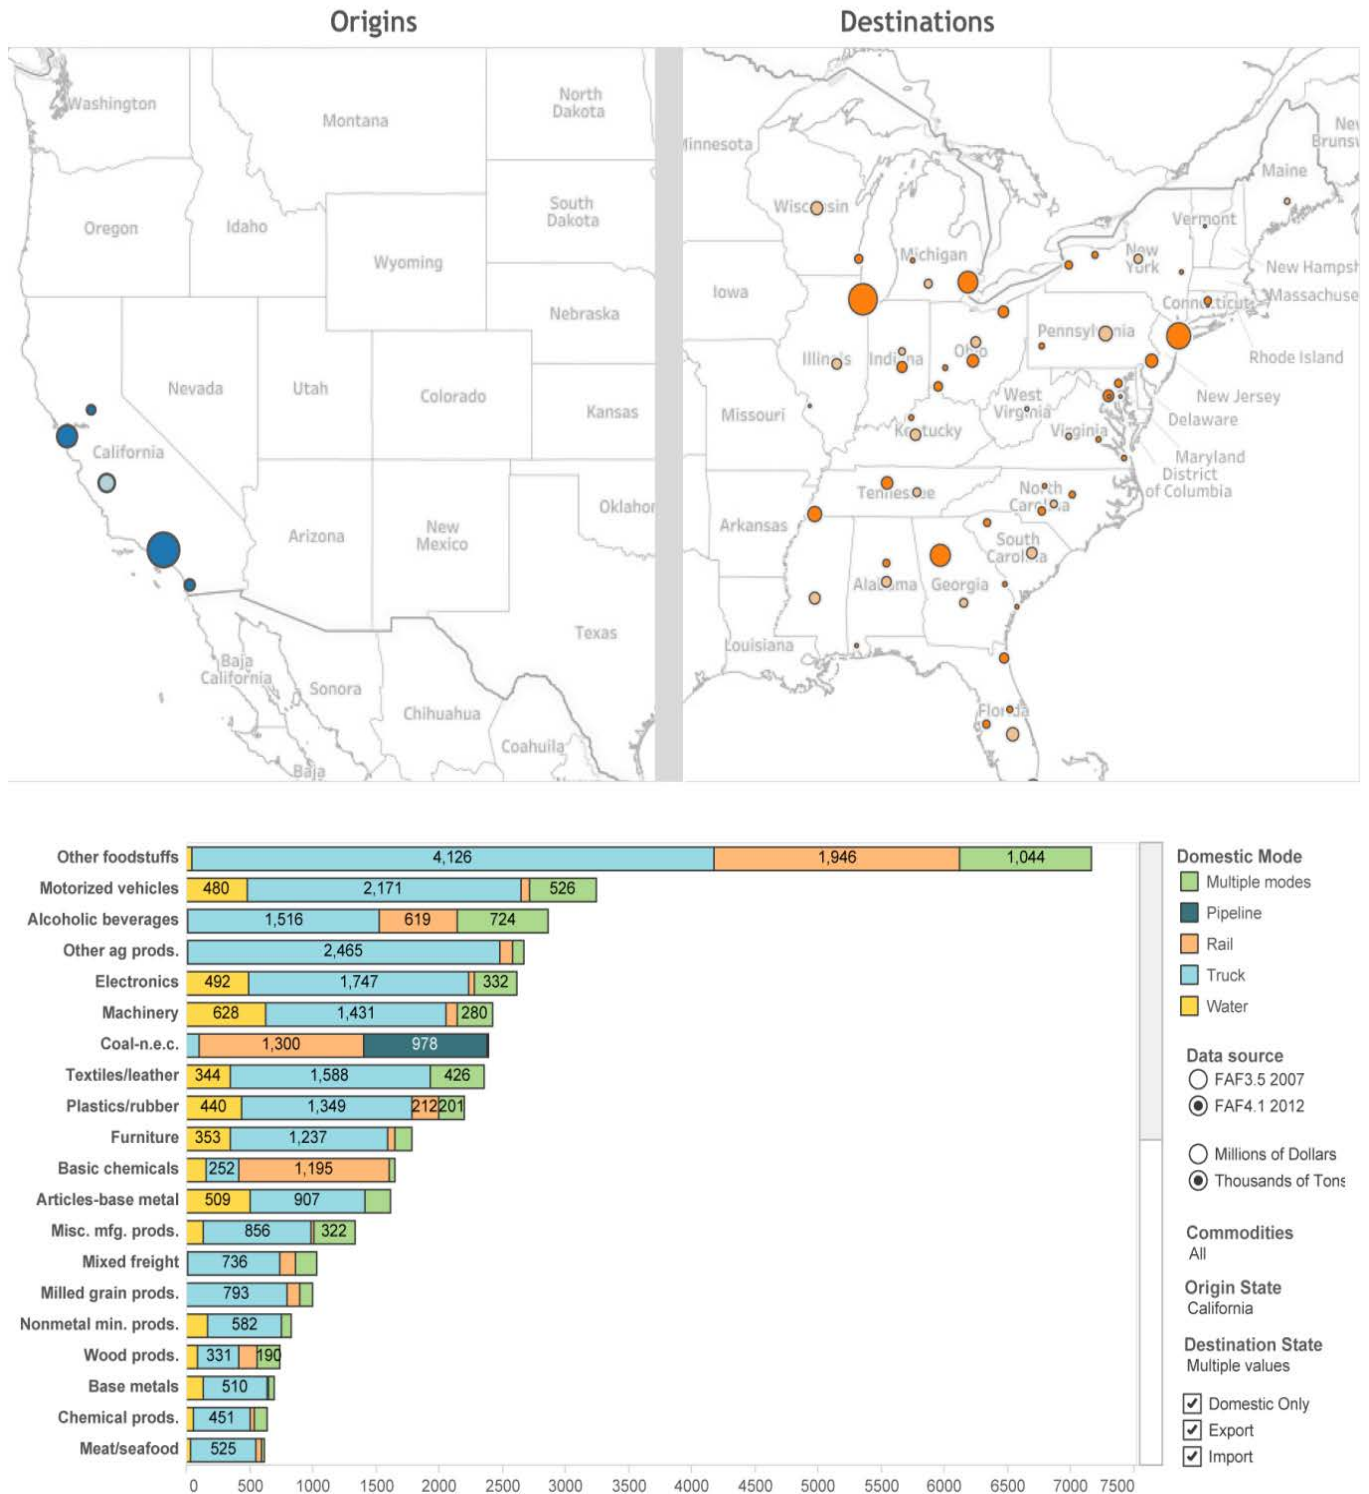 Origins
Destinations
Washington
Montana
North
Dakota
Oregon
Idaho
South
Dakota
Wyoming
Nebraska
Nevada
Utah
Colorado
Kansas
California
Arizona
New
Mexico
Oklahor
Texas
Baja
California
Sonora
Chihuahua
Coahuila
Baja
Minnesota
New
Brunsw
Maine
Wisconsin
Vermont
Michigan
New
York
New Hampsh
Iowa
Connecticut
Massachuse
Pennsylvania
Illinois
Indiana
Ohio
Rhode Island
West
Virginia
New Jersey
Missouri
Kentucky
Virginia
Delaware
Maryland
District
of Columbia
Tennessee
North
Carolina
Arkansas
South
Carolina
Alabama
Georgia
Louisiana
Florida
Other foodstuffs 4,126 1,946 1,044
Motorized vehicles 480 2,171 526
Alcoholic beverages 1,516 619 724
Other ag prods. 2,465
Electronics 492 1,747 332
Machinery 628 1,431 280
Coal-n.e.c. 1,300 978
Textiles/leather 344 1,588 426
Plastics/rubber 440 1,349 212 201
Furniture 353 1,237
Basic chemicals 252 1,195
Articles-base metal 509 907
Misc. mfg. prods. 856 322
Mixed freight 736
Milled grain prods. 793
Nonmetal min. prods. 582
Wood prods. 331 190
Base metals 510
Chemical prods. 451
Meat/seafood 525
0 500 1000 1500 2000 2500 3000 3500 4000 4500 5000 5500 6000 6500 7000 7500
Domestic Mode
Multiple modes
Pipeline
Rail
Truck
Water
Data source
FAF3.5 2007
FAF4.1 2012
Millions of Dollars
Thousands of Tons
Commodities
All
Origin State
California
Destination State
Multiple values
Domestic Only
Export
Import